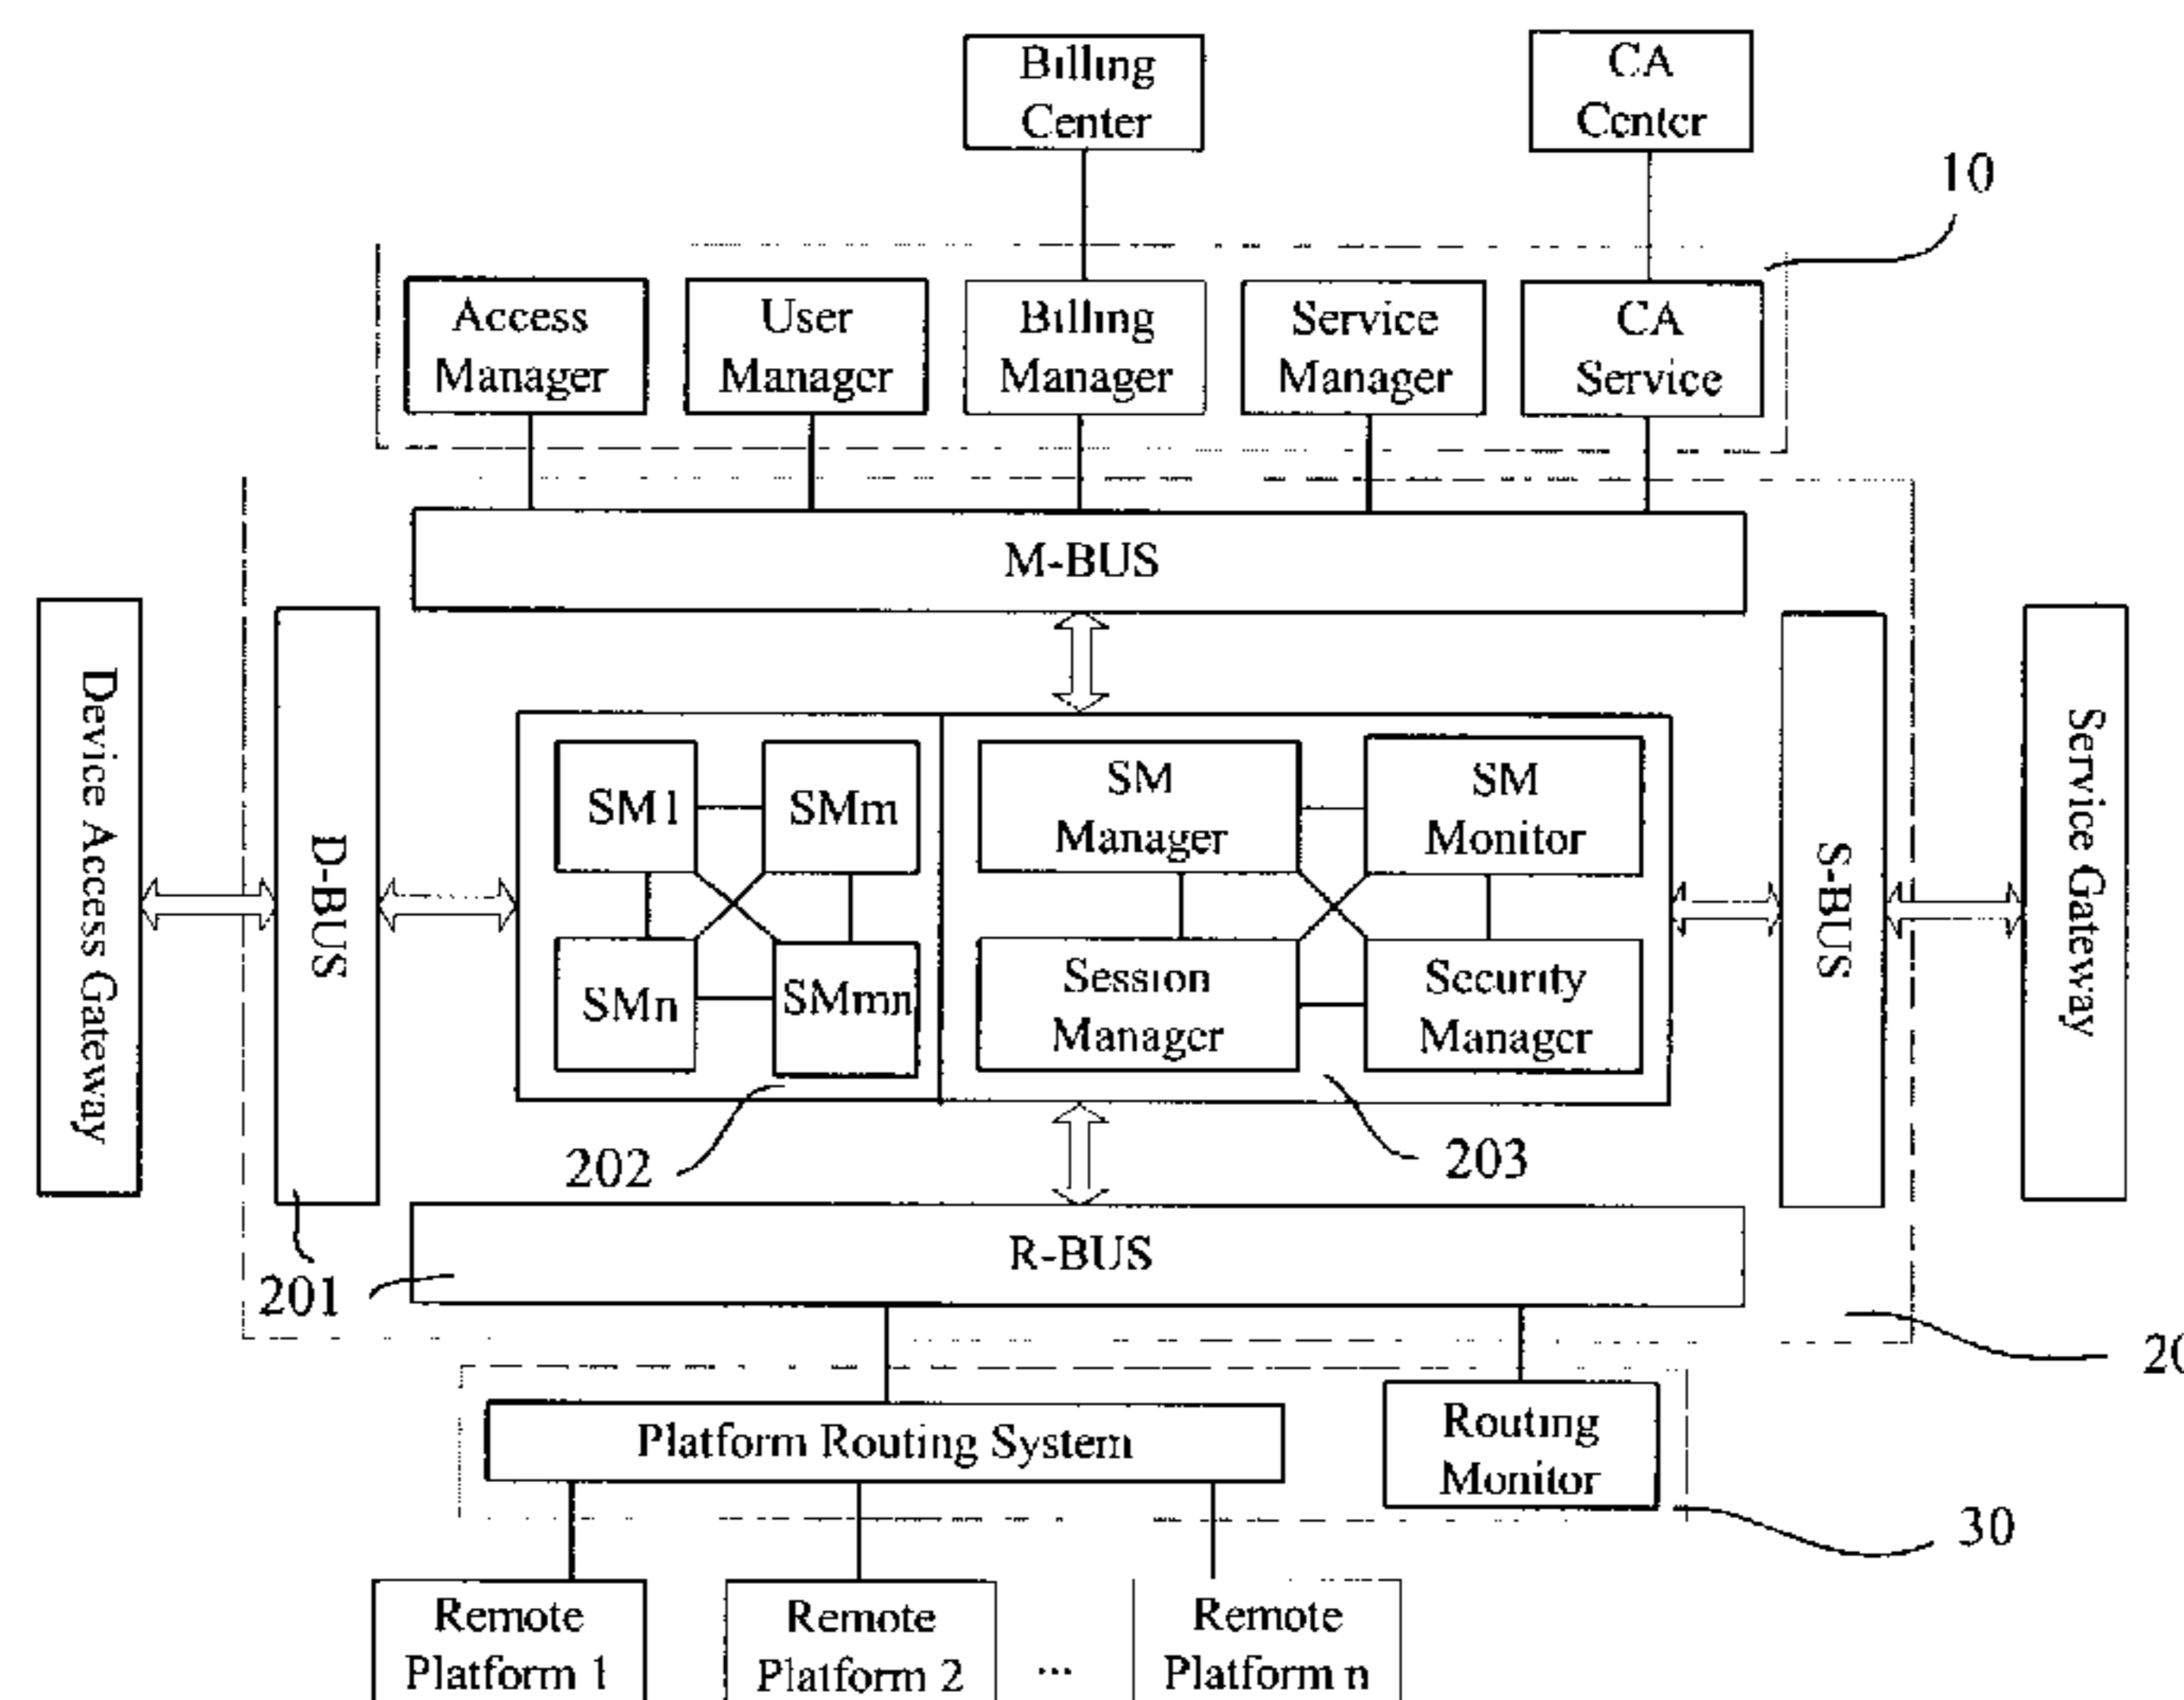 Billing
Center
CA
Center
10
Access
Manager
User
Manager
Billing
Manager
Service
Manager
CA
Service
M-BUS
Device Access Gateway
D-BUS
SM1
SMm
SMn
SMmn
SM
Manager
SM
Monitor
Session
Manager
Security
Manager
S-BUS
Service Gateway
202
203
201
R-BUS
20
Platform Routing System
Routing
Monitor
30
Remote
Platform 1
Remote
Platform 2
...
Remote
Platform n